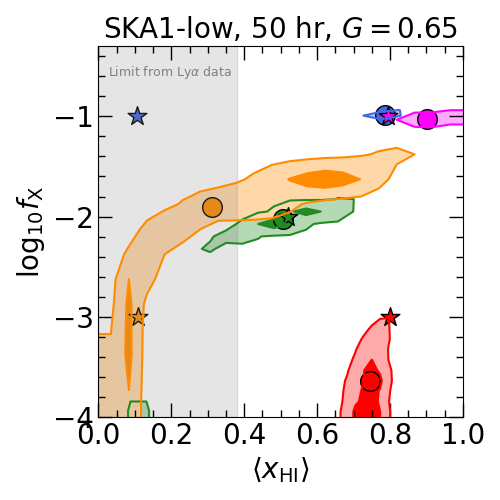 SKA1-low, 50 hr, G = 0.65
Limit from Lyα data
−1
−2
−3
−4
log₁₀fX
0.0 0.2 0.4 0.6 0.8 1.0
⟨xHI⟩